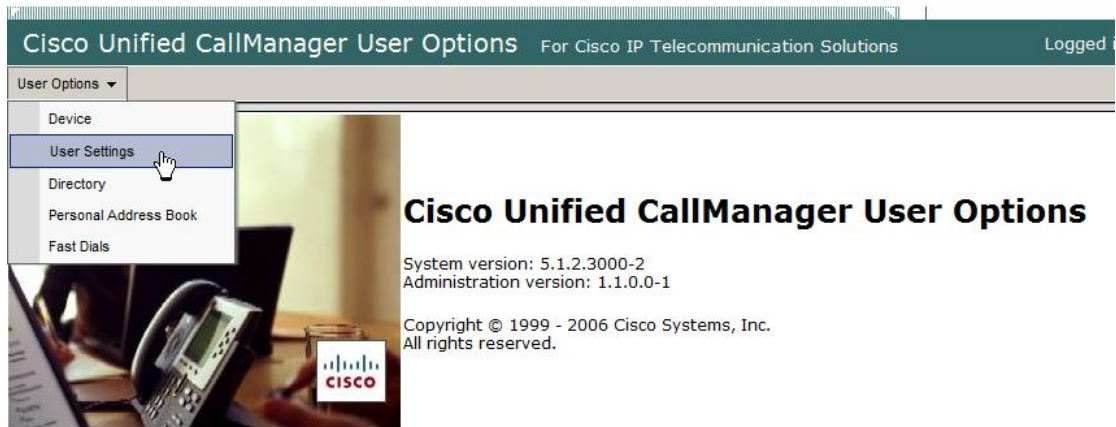 Cisco Unified CallManager User Options For Cisco IP Telecommunication Solutions
Logged i
User Options
Device
User Settings
Directory
Personal Address Book
Fast Dials
Cisco Unified CallManager User Options
System version: 5.1.2.3000-2
Administration version: 1.1.0.0-1
Copyright © 1999 - 2006 Cisco Systems, Inc.
All rights reserved.
CISCO